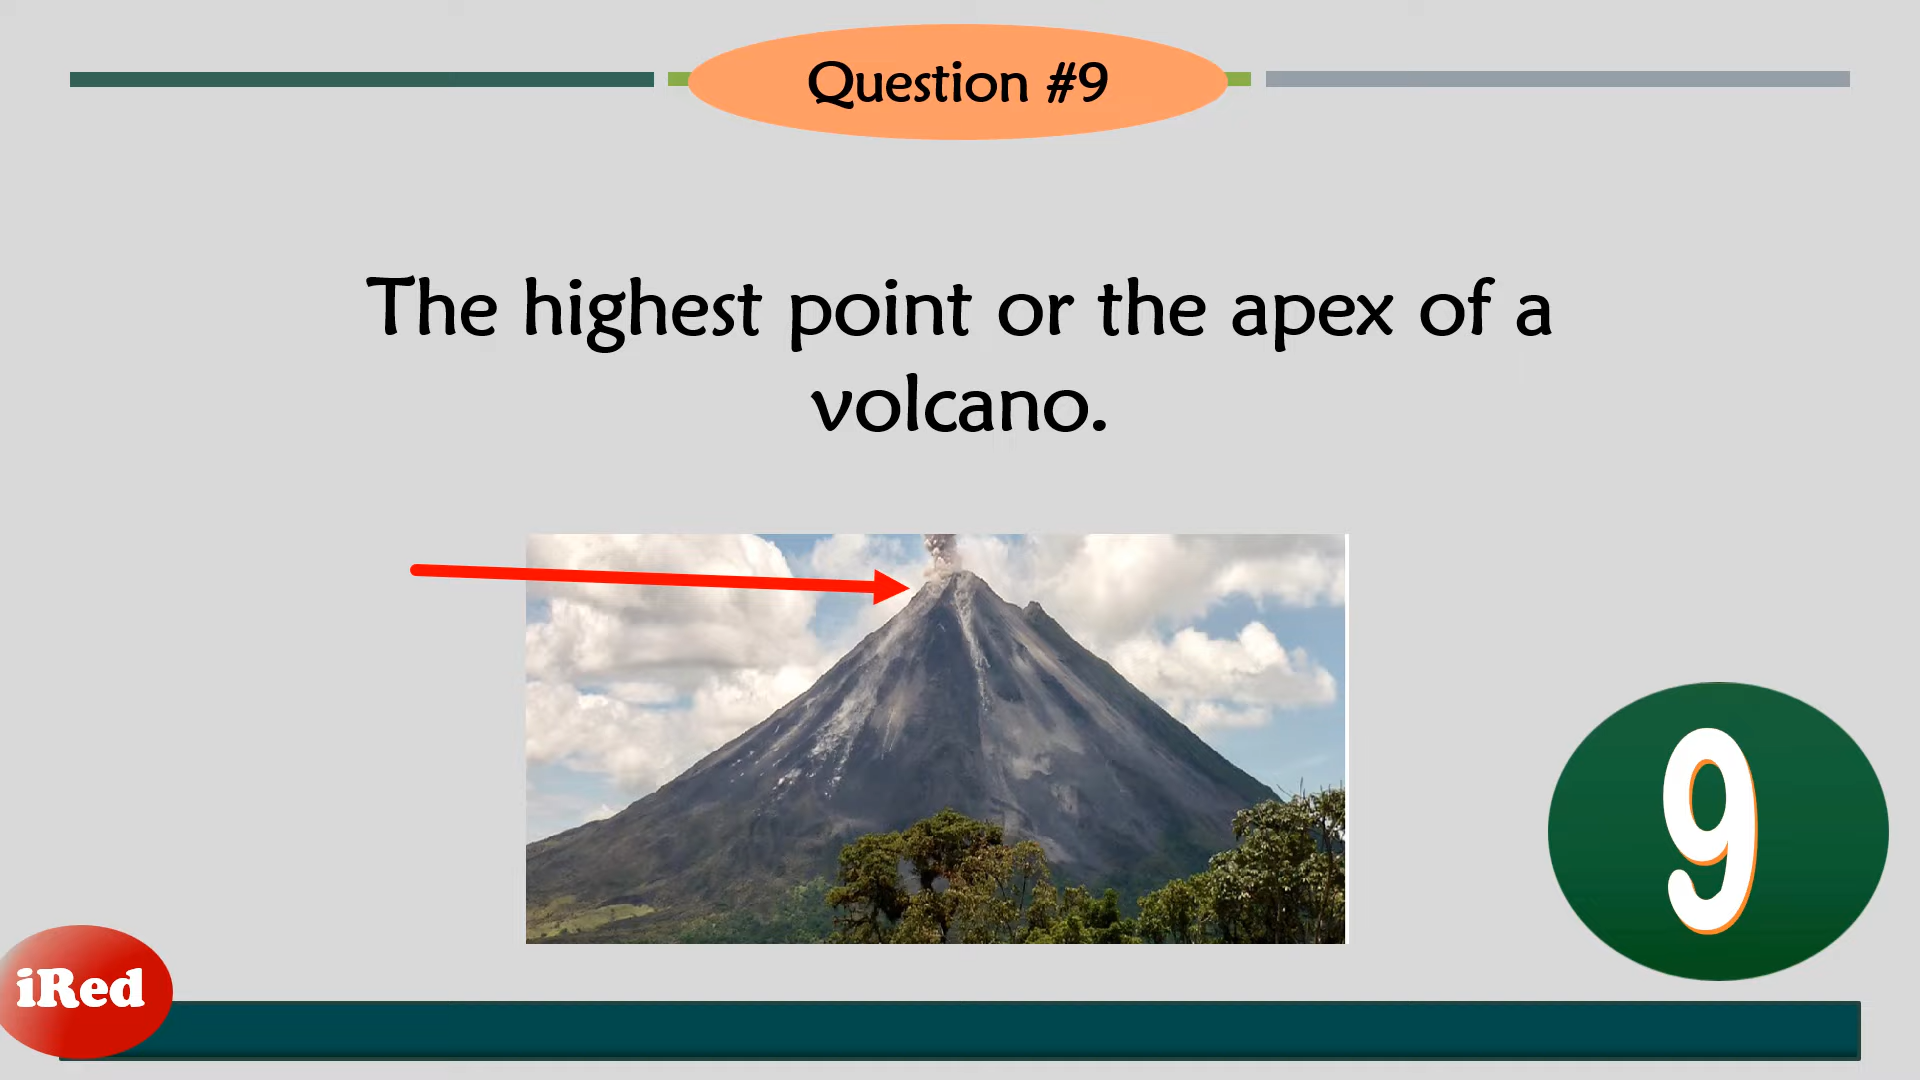 Question #9
The highest point or the apex of a
volcano.
9
iRed